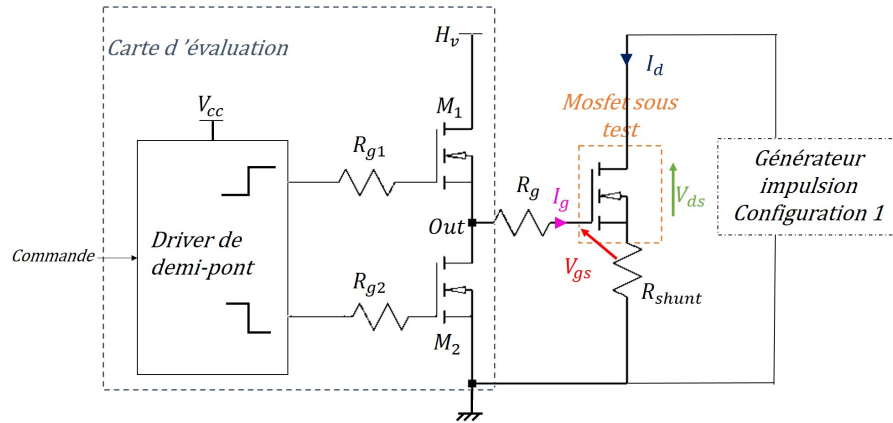 Carte d ’évaluation
H_v
I_d
Mosfet sous
test
V_cc
M_1
R_g1
R_g
I_g
V_ds
Générateur
impulsion
Configuration 1
Out
Commande
Driver de
demi-pont
V_gs
R_shunt
R_g2
M_2